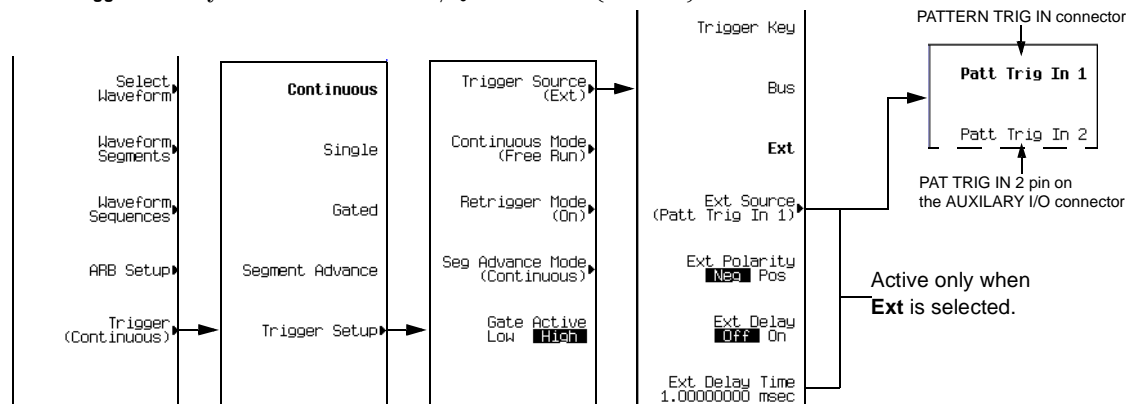 PATTERN TRIG IN connector
Patt Trig In 1
Patt Trig In 2
PAT TRIG IN 2 pin on
the AUXILARY I/O connector
Select
Waveform
Waveform
Segments
Waveform
Sequences
ARB Setup
Trigger
(Continuous)
Continuous
Single
Gated
Segment Advance
Trigger Setup
Trigger Source
(Ext)
Continuous Mode
(Free Run)
Retrigger Mode
(On)
Seg Advance Mode
(Continuous)
Gate Active
Low High
Trigger Key
Bus
Ext
Ext Source
(Patt Trig In 1)
Ext Polarity
Neg Pos
Ext Delay
Off On
Ext Delay Time
1.00000000 msec
Active only when
Ext is selected.